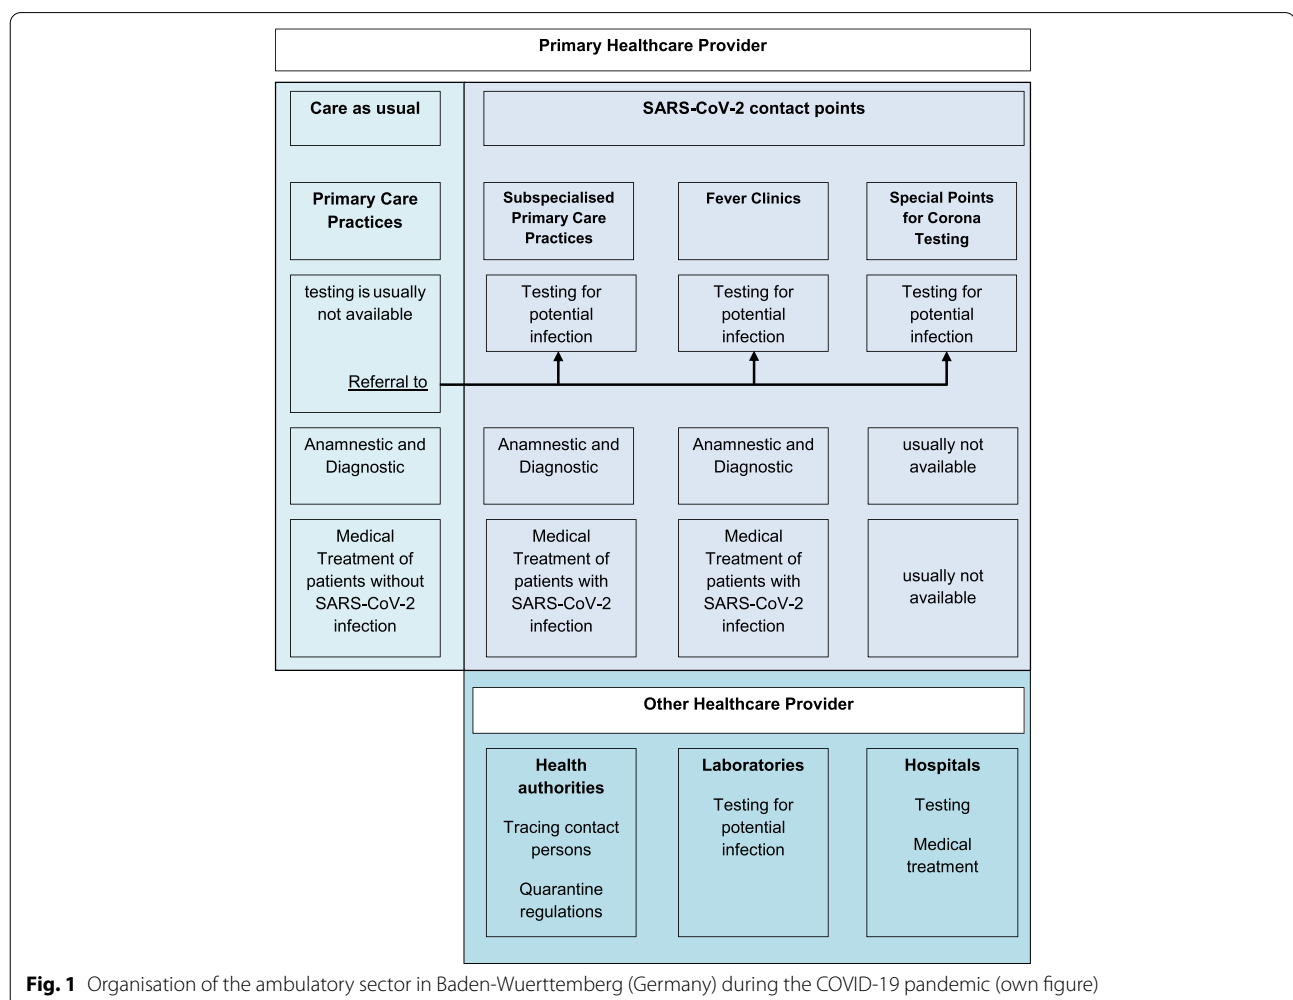 Primary Healthcare Provider
Care as usual
SARS-CoV-2 contact points
Primary Care
Practices
Subspecialised
Primary Care
Practices
Fever Clinics
Special Points
for Corona
Testing
testing is usually
not available
Referral to
Testing for
potential
infection
Testing for
potential
infection
Testing for
potential
infection
Anamnestic and
Diagnostic
Anamnestic and
Diagnostic
Anamnestic and
Diagnostic
usually not
available
Medical
Treatment of
patients without
SARS-CoV-2
infection
Medical
Treatment of
patients with
SARS-CoV-2
infection
Medical
Treatment of
patients with
SARS-CoV-2
infection
usually not
available
Other Healthcare Provider
Health
authorities
Tracing contact
persons
Quarantine
regulations
Laboratories
Testing for
potential
infection
Hospitals
Testing
Medical
treatment
Fig. 1 Organisation of the ambulatory sector in Baden-Wuerttemberg (Germany) during the COVID-19 pandemic (own figure)